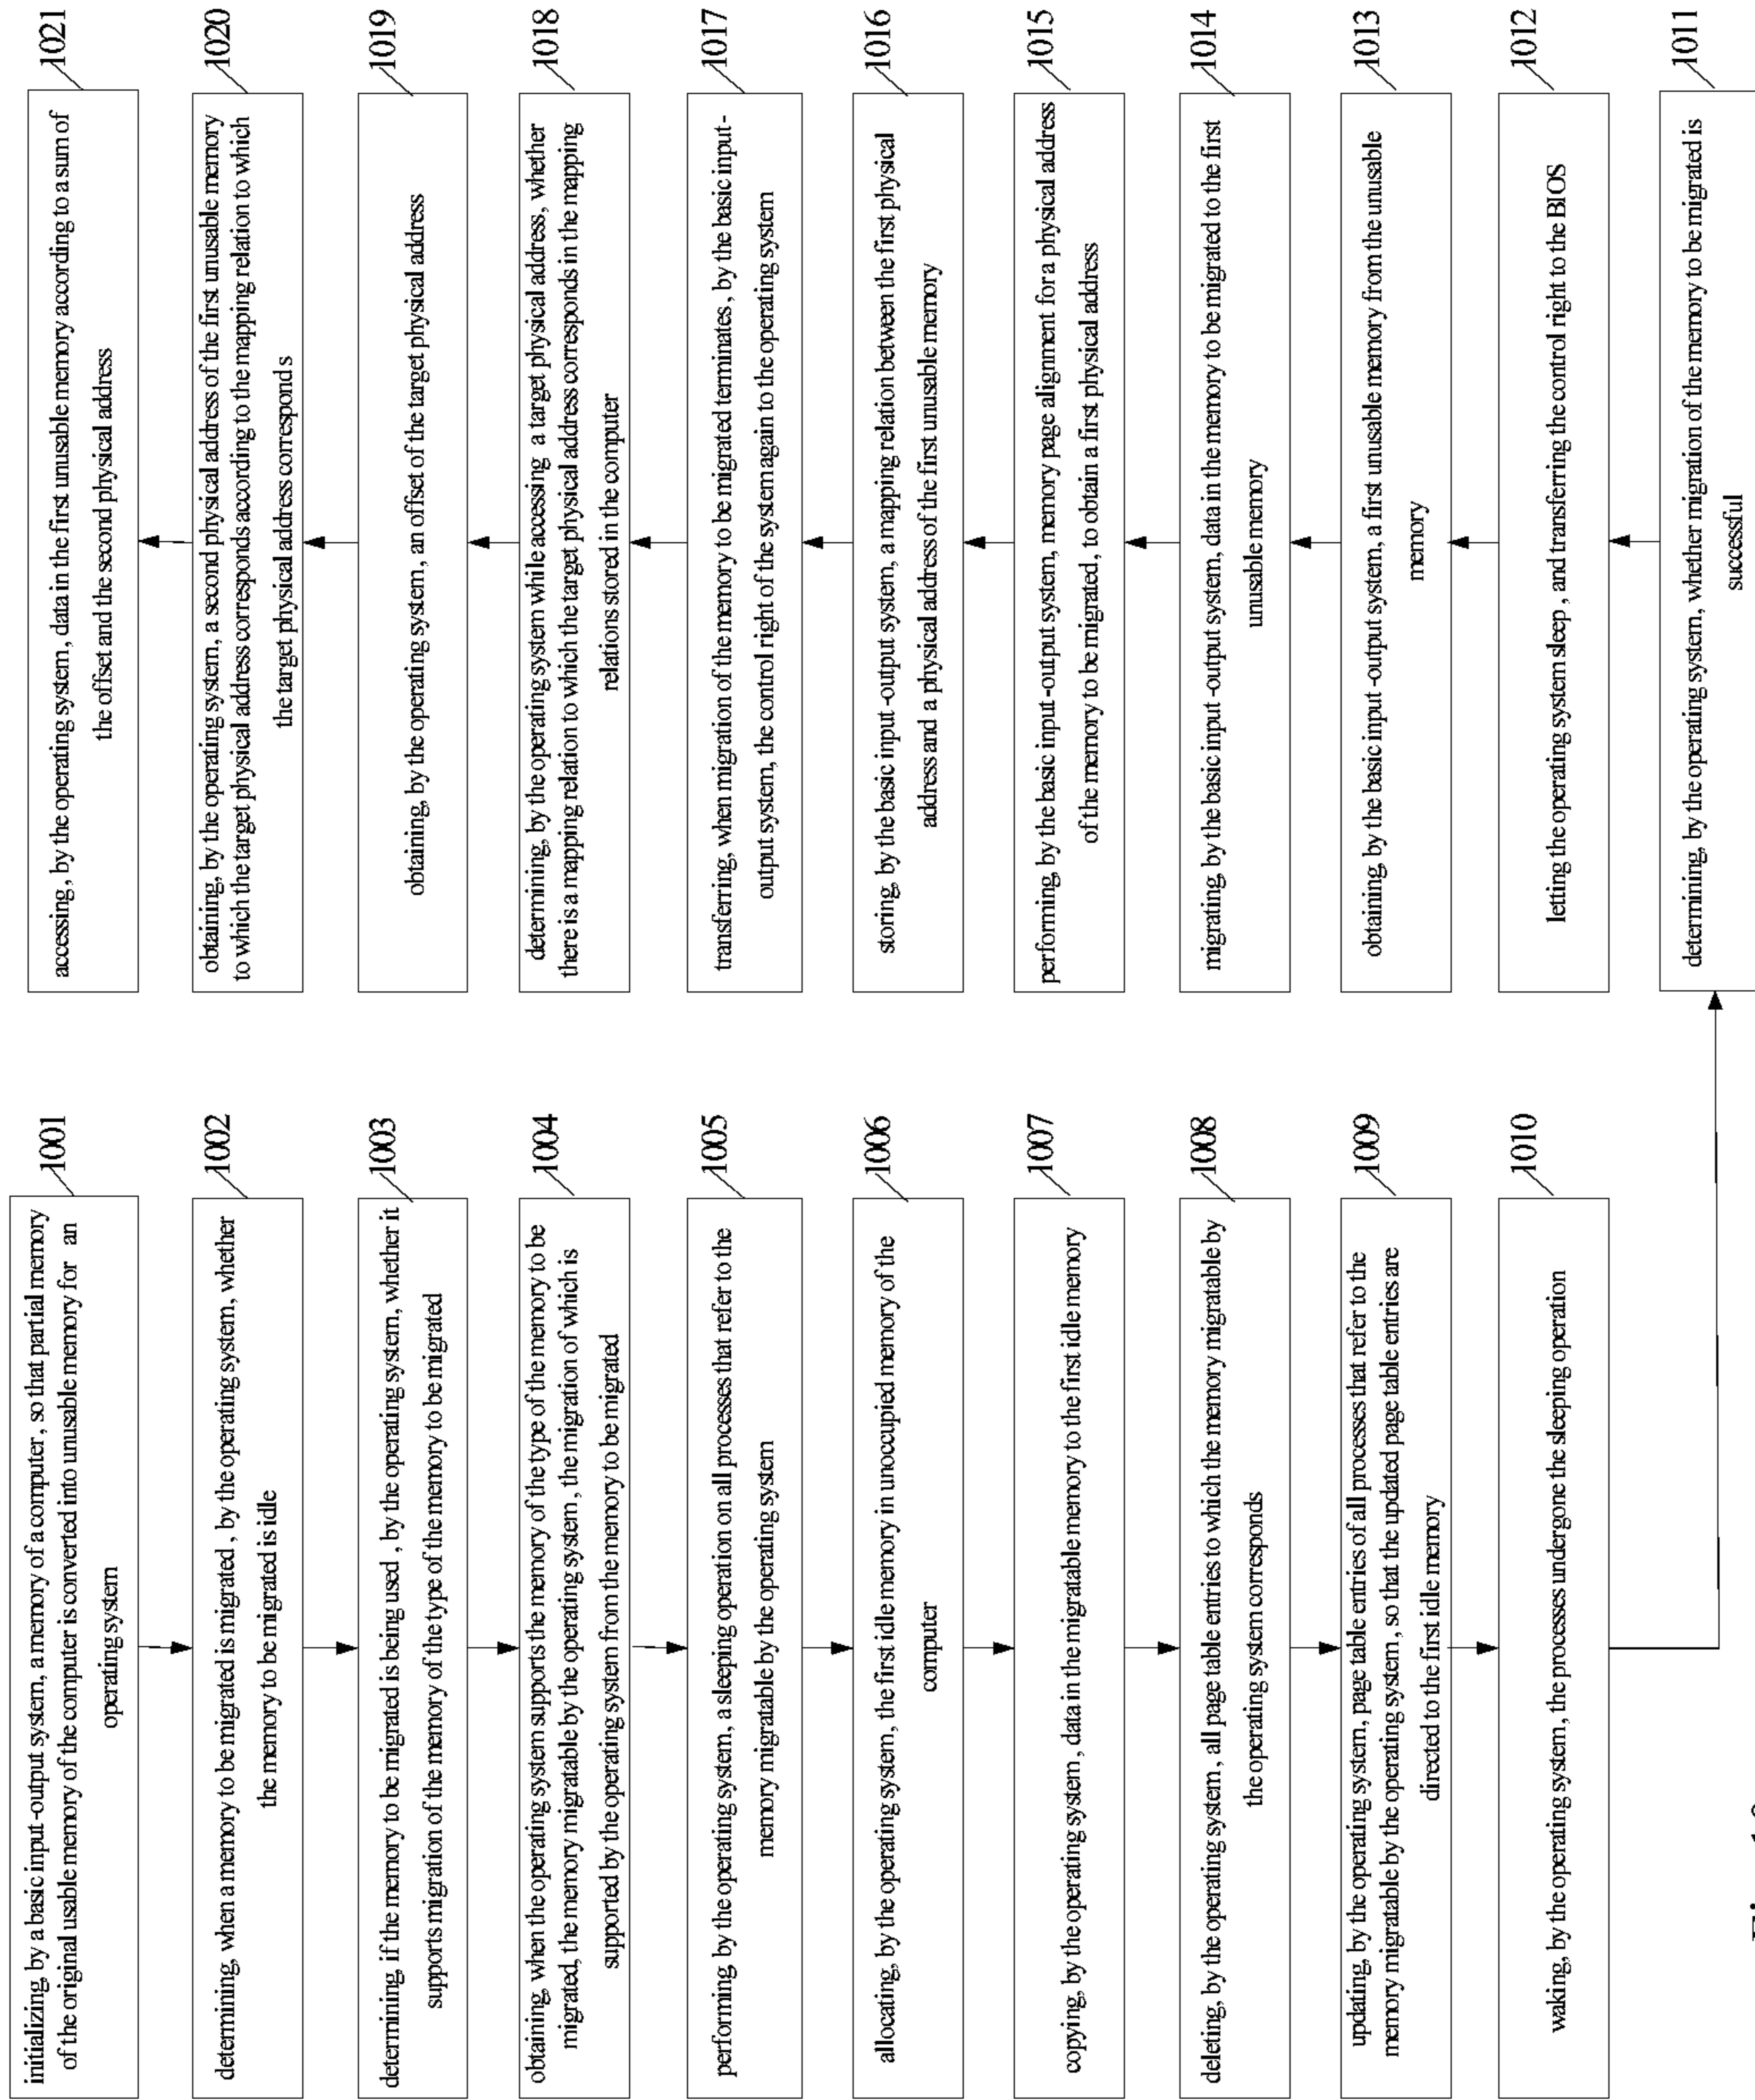 initializing, by a basic input -output system, a memory of a computer, so that partial memory
of the original usable memory of the computer is converted into unusable memory for an
operating system
1001
determining, when a memory to be migrated is migrated , by the operating system, whether
the memory to be migrated is idle
1002
determining, if the memory to be migrated is being used , by the operating system, whether it
supports migration of the memory of the type of the memory to be migrated
1003
obtaining, when the operating system supports the memory of the type of the memory to be
migrated, the memory migratable by the operating system , the migration of which is
supported by the operating system from the memory to be migrated
1004
performing, by the operating system, a sleeping operation on all processes that refer to the
memory migratable by the operating system
1005
allocating, by the operating system, the first idle memory in unoccupied memory of the
computer
1006
copying, by the operating system, data in the migratable memory to the first idle memory
1007
deleting, by the operating system , all page table entries to which the memory migratable by
the operating system corresponds
1008
updating, by the operating system, page table entries of all processes that refer to the
memory migratable by the operating system , so that the updated page table entries are
directed to the first idle memory
1009
waking, by the operating system, the processes undergone the sleeping operation
1010
determining, by the operating system, whether migration of the memory to be migrated is
successful
1011
letting the operating system sleep , and transferring the control right to the BIOS
1012
obtaining, by the basic input -output system, a first unusable memory from the unusable
memory
1013
migrating, by the basic input -output system, data in the memory to be migrated to the first
unusable memory
1014
performing, by the basic input -output system, memory page alignment for a physical address
of the memory to be migrated , to obtain a first physical address
1015
storing, by the basic input -output system, a mapping relation between the first physical
address and a physical address of the first unusable memory
1016
transferring, when migration of the memory to be migrated terminates , by the basic input -
output system, the control right of the system again to the operating system
1017
determining, by the operating system while accessing a target physical address, whether
there is a mapping relation to which the target physical address corresponds in the mapping
relations stored in the computer
1018
obtaining, by the operating system, an offset of the target physical address
1019
obtaining, by the operating system, a second physical address of the first unusable memory
to which the target physical address corresponds according to the mapping relation to which
the target physical address corresponds
1020
accessing, by the operating system, data in the first unusable memory according to a sum of
the offset and the second physical address
1021